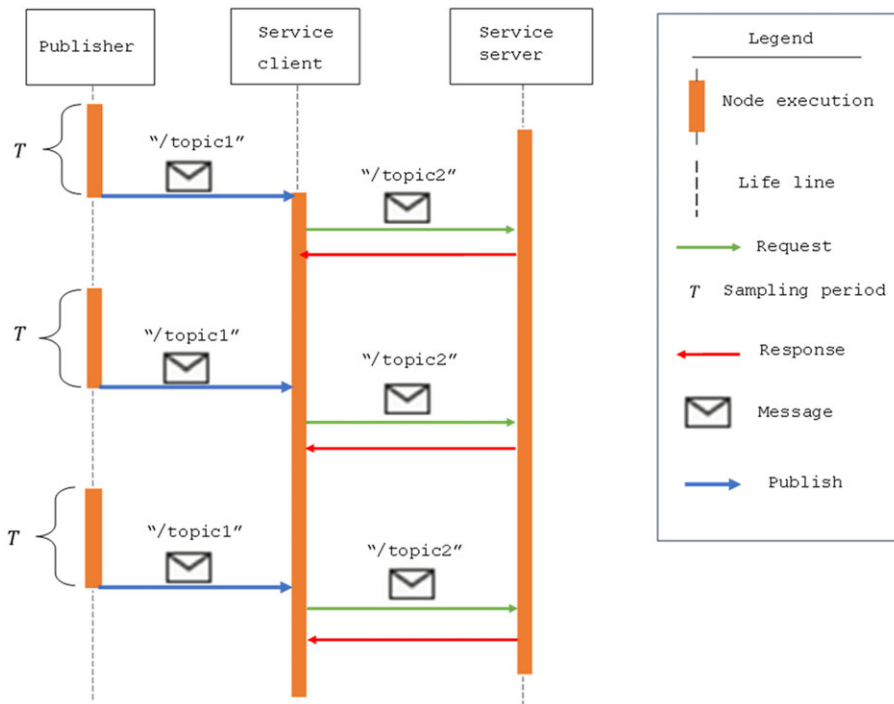 Publisher
Service
client
Service
server
Legend
Node execution
Life line
Request
T Sampling period
Response
Message
Publish
T
“/topic1”
“/topic2”
T
“/topic1”
“/topic2”
T
“/topic1”
“/topic2”